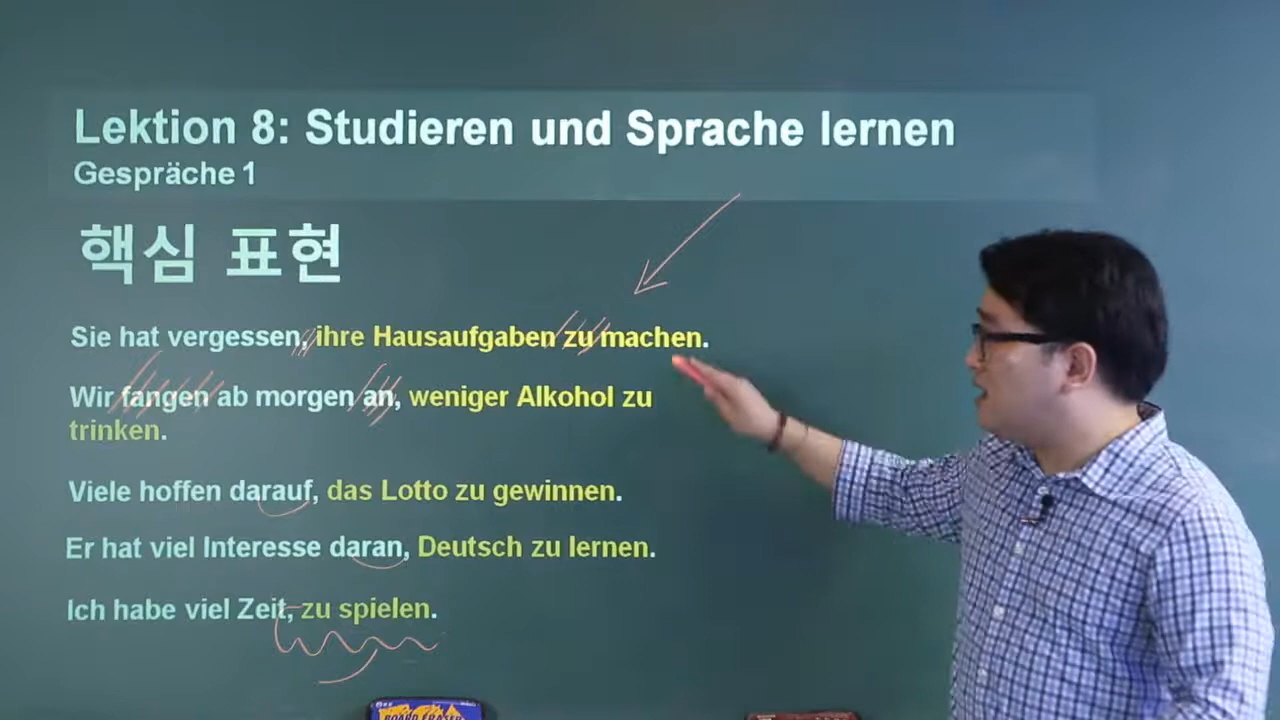 Lektion 8: Studieren und Sprache lernen
Gespräche 1
핵심 표현
Sie hat vergessen, ihre Hausaufgaben zu machen.
Wir fangen ab morgen an, weniger Alkohol zu
trinken.
Viele hoffen darauf, das Lotto zu gewinnen.
Er hat viel Interesse daran, Deutsch zu lernen.
Ich habe viel Zeit, zu spielen.
BOARD ERASER